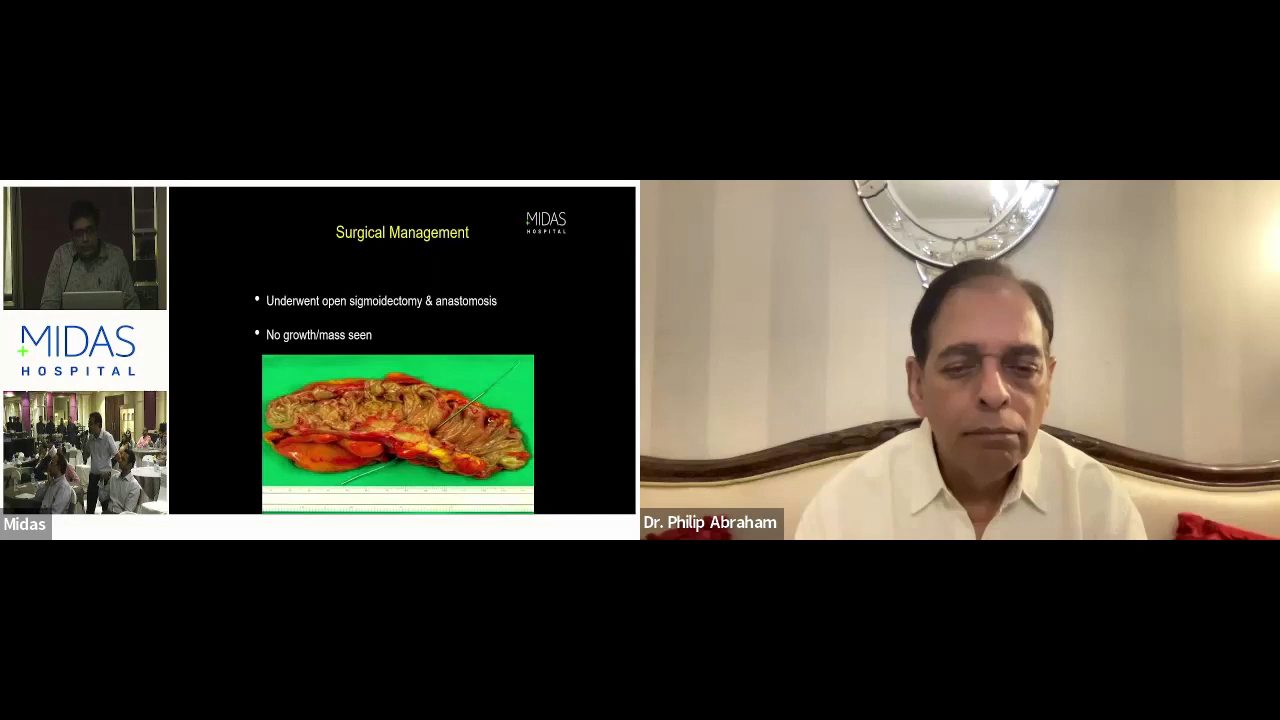 MIDAS
HOSPITAL
Surgical Management
MIDAS
HOSPITAL
• Underwent open sigmoidectomy & anastomosis
• No growth/mass seen
Midas
Dr. Philip Abraham